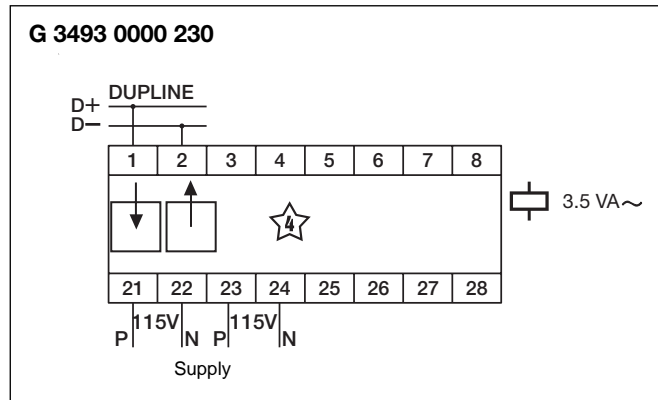 G 3493 0000 230
DUPLINE
D+
D−
1 2 3 4 5 6 7 8
4
3.5 VA~
21 22 23 24 25 26 27 28
P 115V N P 115V N
Supply